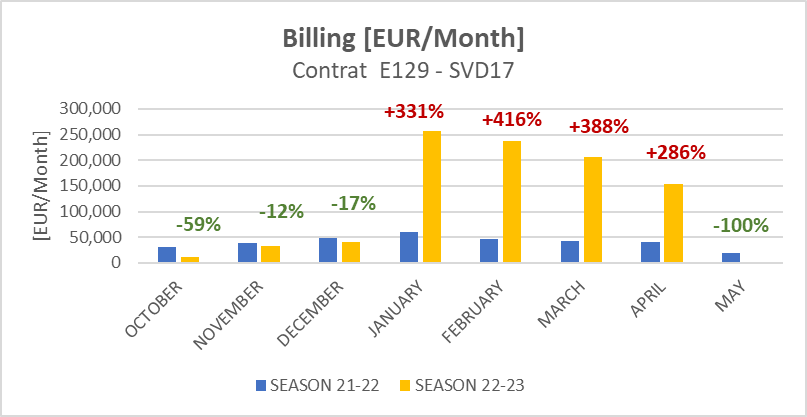 Billing [EUR/Month]
Contrat  E129 - SVD17
[EUR/Month]
300,000
250,000
200,000
150,000
100,000
50,000
0
-59%
-12%
-17%
+331%
+416%
+388%
+286%
-100%
OCTOBER
NOVEMBER
DECEMBER
JANUARY
FEBRUARY
MARCH
APRIL
MAY
SEASON 21-22
SEASON 22-23